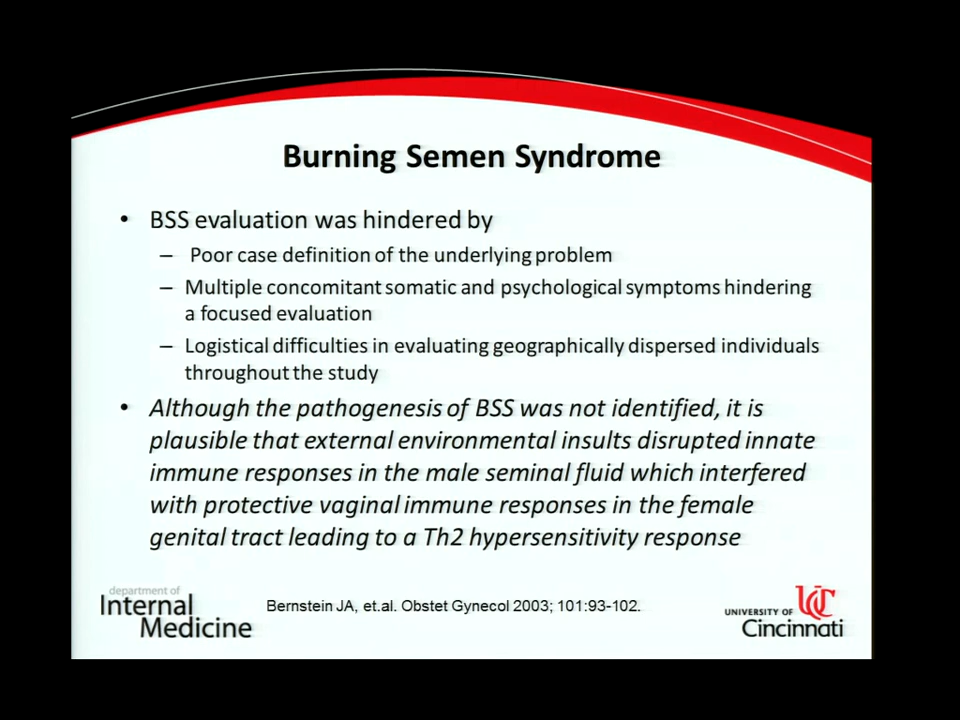 Burning Semen Syndrome
• BSS evaluation was hindered by
– Poor case definition of the underlying problem
– Multiple concomitant somatic and psychological symptoms hindering
a focused evaluation
– Logistical difficulties in evaluating geographically dispersed individuals
throughout the study
• Although the pathogenesis of BSS was not identified, it is
plausible that external environmental insults disrupted innate
immune responses in the male seminal fluid which interfered
with protective vaginal immune responses in the female
genital tract leading to a Th2 hypersensitivity response
department of
Internal
Medicine
Bernstein JA, et.al. Obstet Gynecol 2003; 101:93-102.
UC
UNIVERSITY OF
Cincinnati